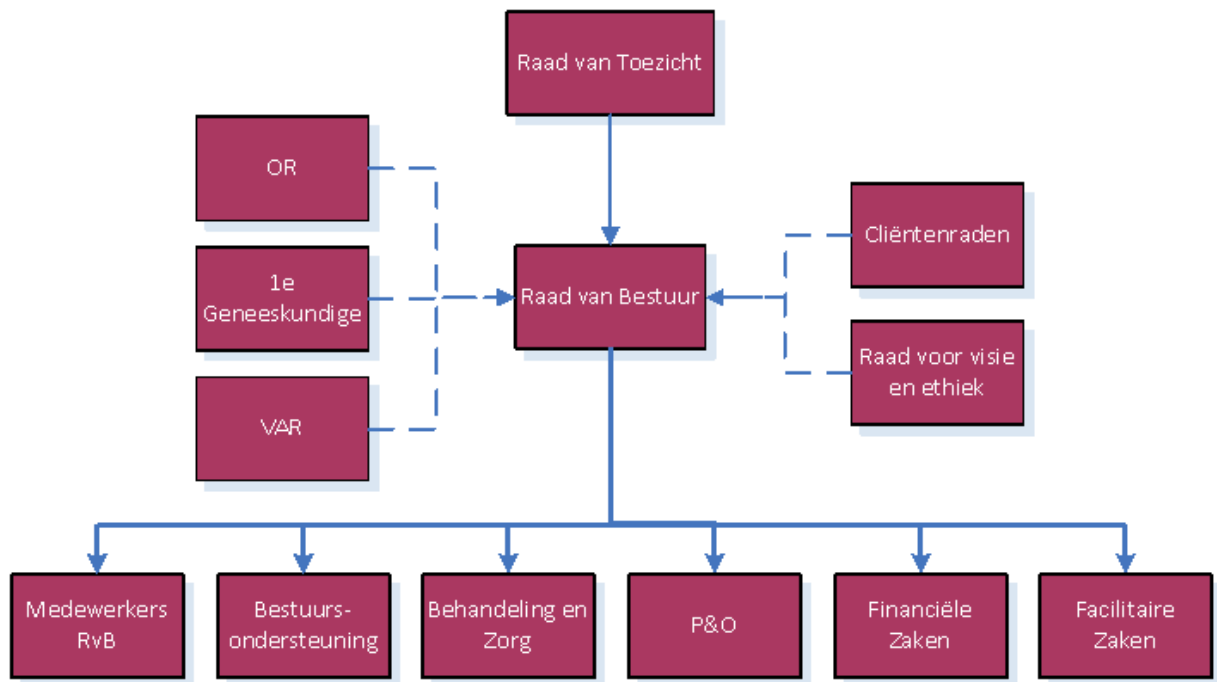 Raad van Toezicht
OR
1e
Geneeskundige
VAR
Raad van Bestuur
Cliëntenraden
Raad voor visie
en ethiek
Medewerkers
RvB
Bestuurs-
ondersteuning
Behandeling en
Zorg
P&O
Financiële
Zaken
Facilitaire
Zaken